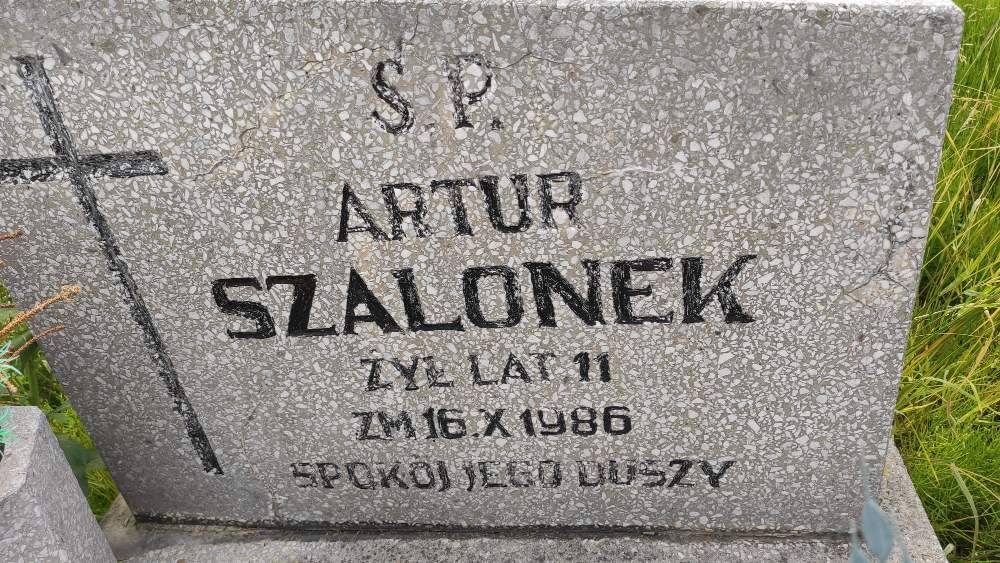 Ś.P.
ARTUR
SZALONEK
ŻYŁ LAT 11
ZM 16.X 1986
SPOKÓJ JEGO DUSZY